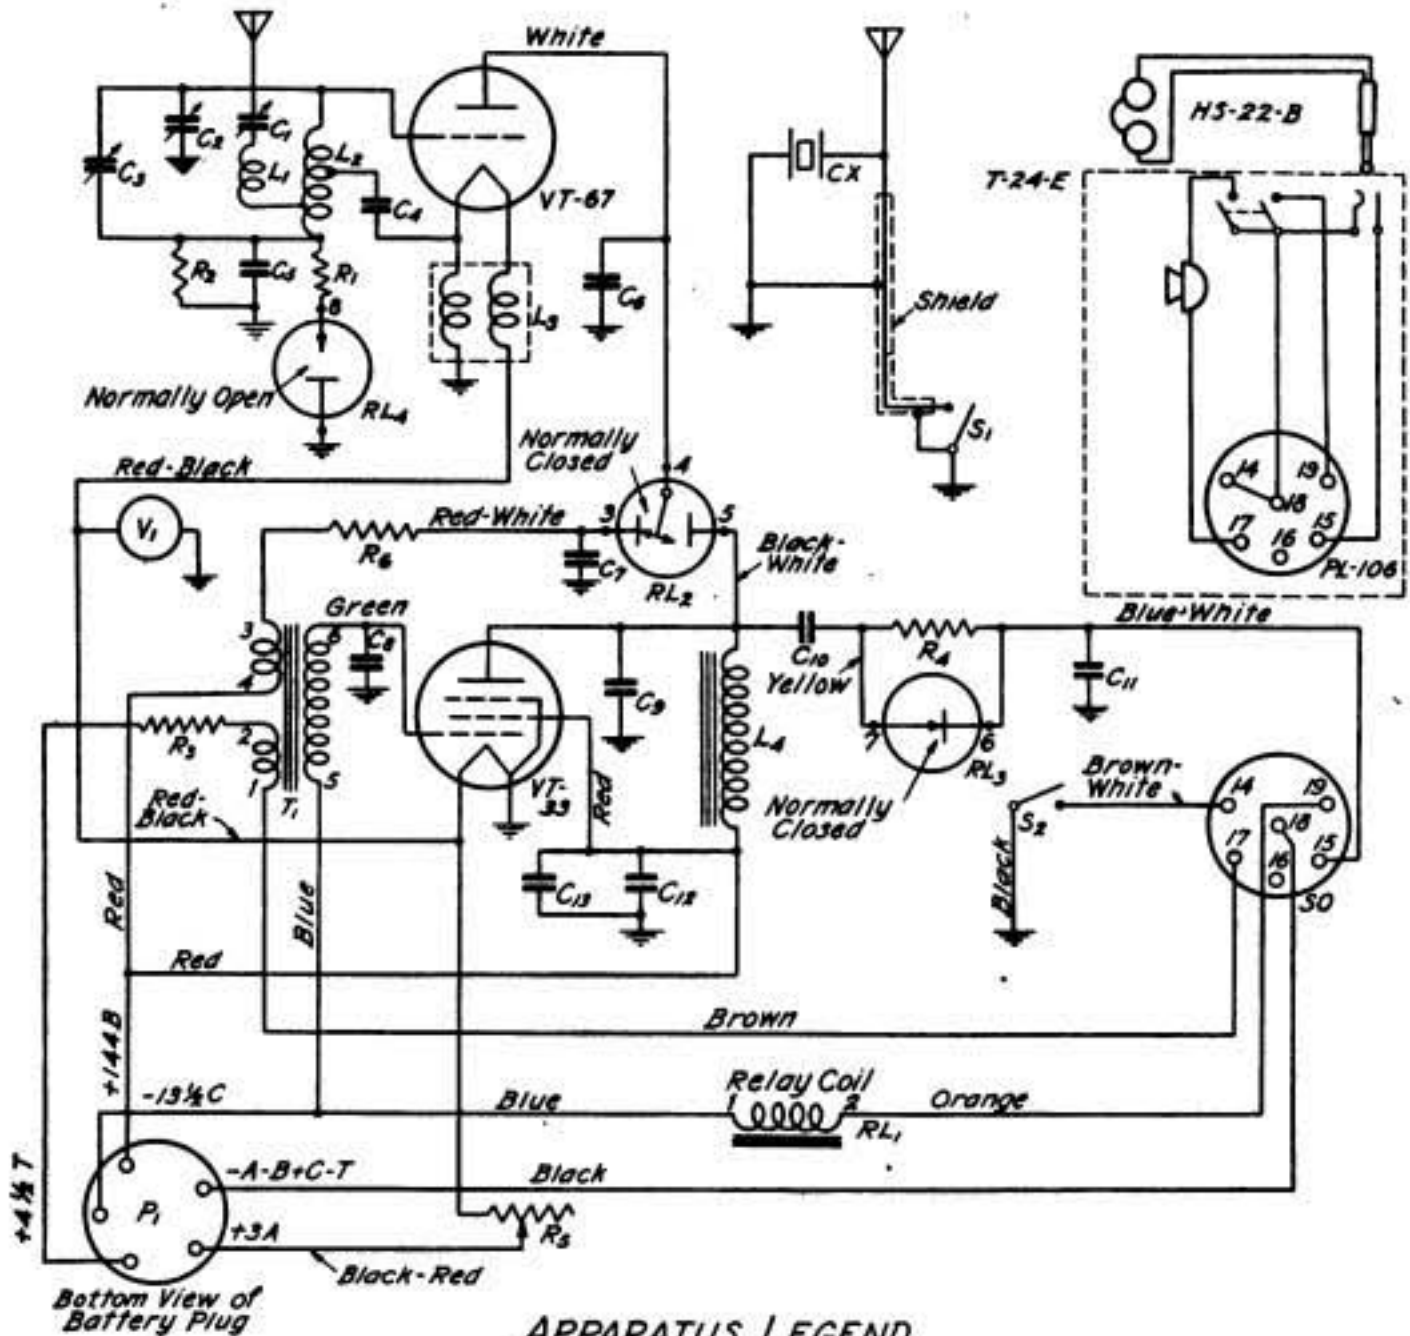 White
HS-22-B
C2
C1
L2
L1
C3
C4
VT-67
CX
T-24-E
R2
C5
R1
8
L3
C6
Shield
Normally Open
RL4
S1
Normally
Closed
4
Red-Black
14
19
18
17
15
16
PL-106
V1
R6
Red-White
3
5
C7
RL2
Black-
White
Green
3
6
C8
4
C10
Yellow
R4
Blue-White
C11
C9
7
6
RL3
R3
2
1
T1
5
VT-
33
Red
L4
Normally
Closed
Brown-
White
S2
14
19
18
17
15
16
SO
Red-
Black
Black
C13
C12
Red
Blue
Red
Brown
+144B
-13½C
Blue
Relay Coil
1
2
RL1
Orange
+4½T
P1
-A-B+C-T
Black
+3A
R5
Black-Red
Bottom View of
Battery Plug
APPARATUS LEGEND